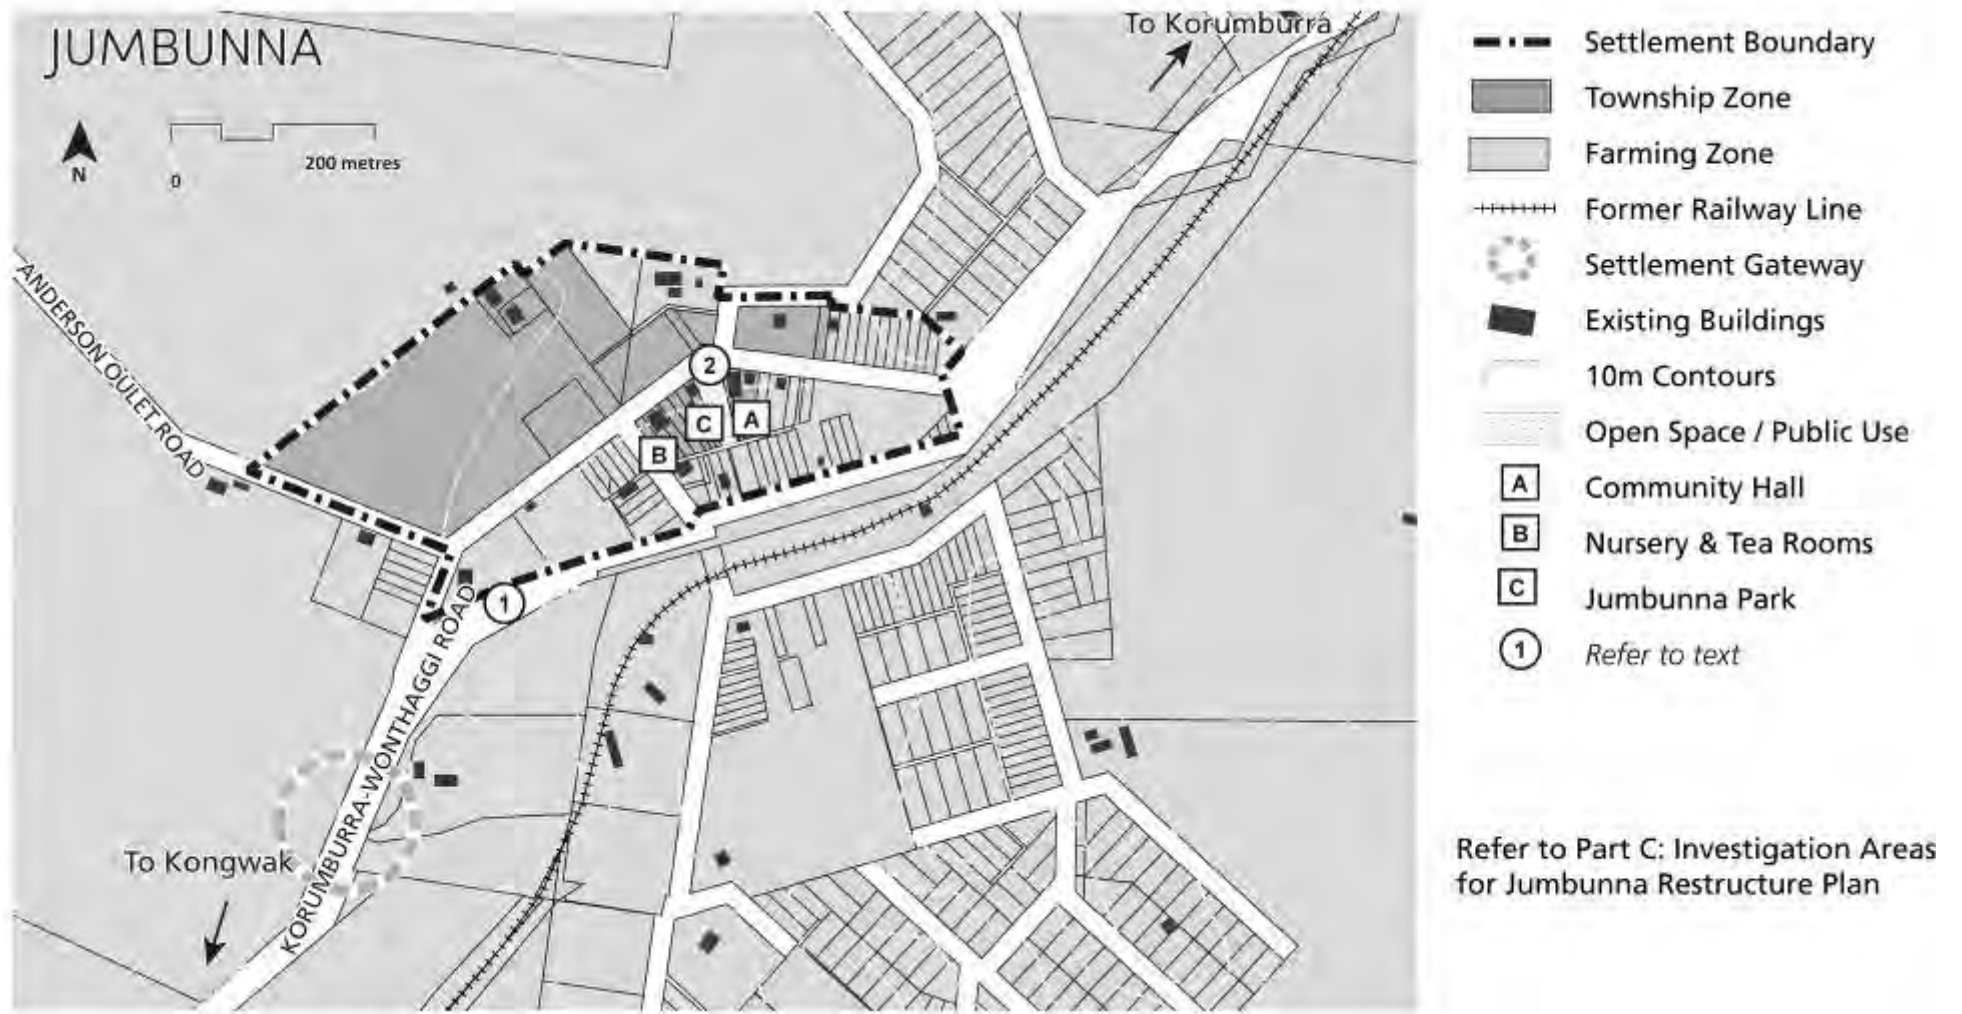 JUMBUNNA
To Korumburra
N
0
200 metres
ANDERSON OULET ROAD
2
C
A
B
1
KORUMBURRA-WONTHAGGI ROAD
To Kongwak
Settlement Boundary
Township Zone
Farming Zone
Former Railway Line
Settlement Gateway
Existing Buildings
10m Contours
Open Space / Public Use
A Community Hall
B Nursery & Tea Rooms
C Jumbunna Park
1 Refer to text
Refer to Part C: Investigation Areas
for Jumbunna Restructure Plan